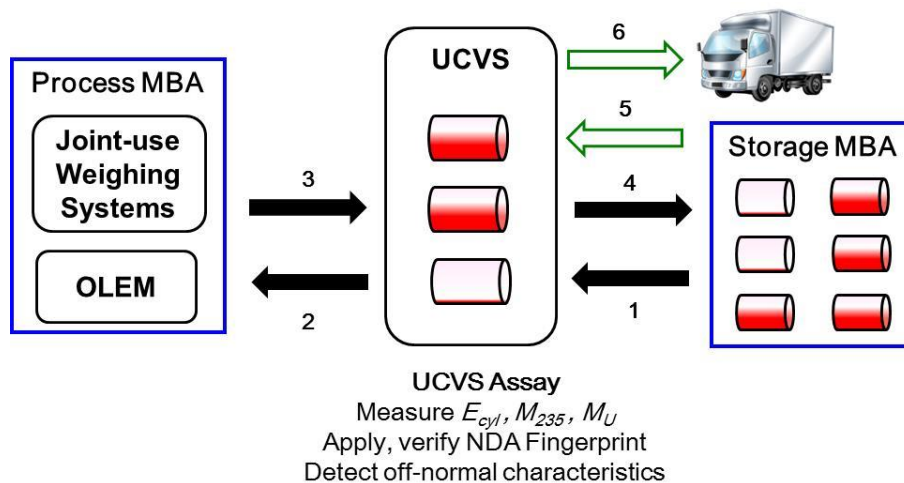 Process MBA
Joint-use
Weighing
Systems
OLEM
3
2
UCVS
6
5
4
1
Storage MBA
UCVS Assay
Measure E_cyl, M_235, M_U
Apply, verify NDA Fingerprint
Detect off-normal characteristics